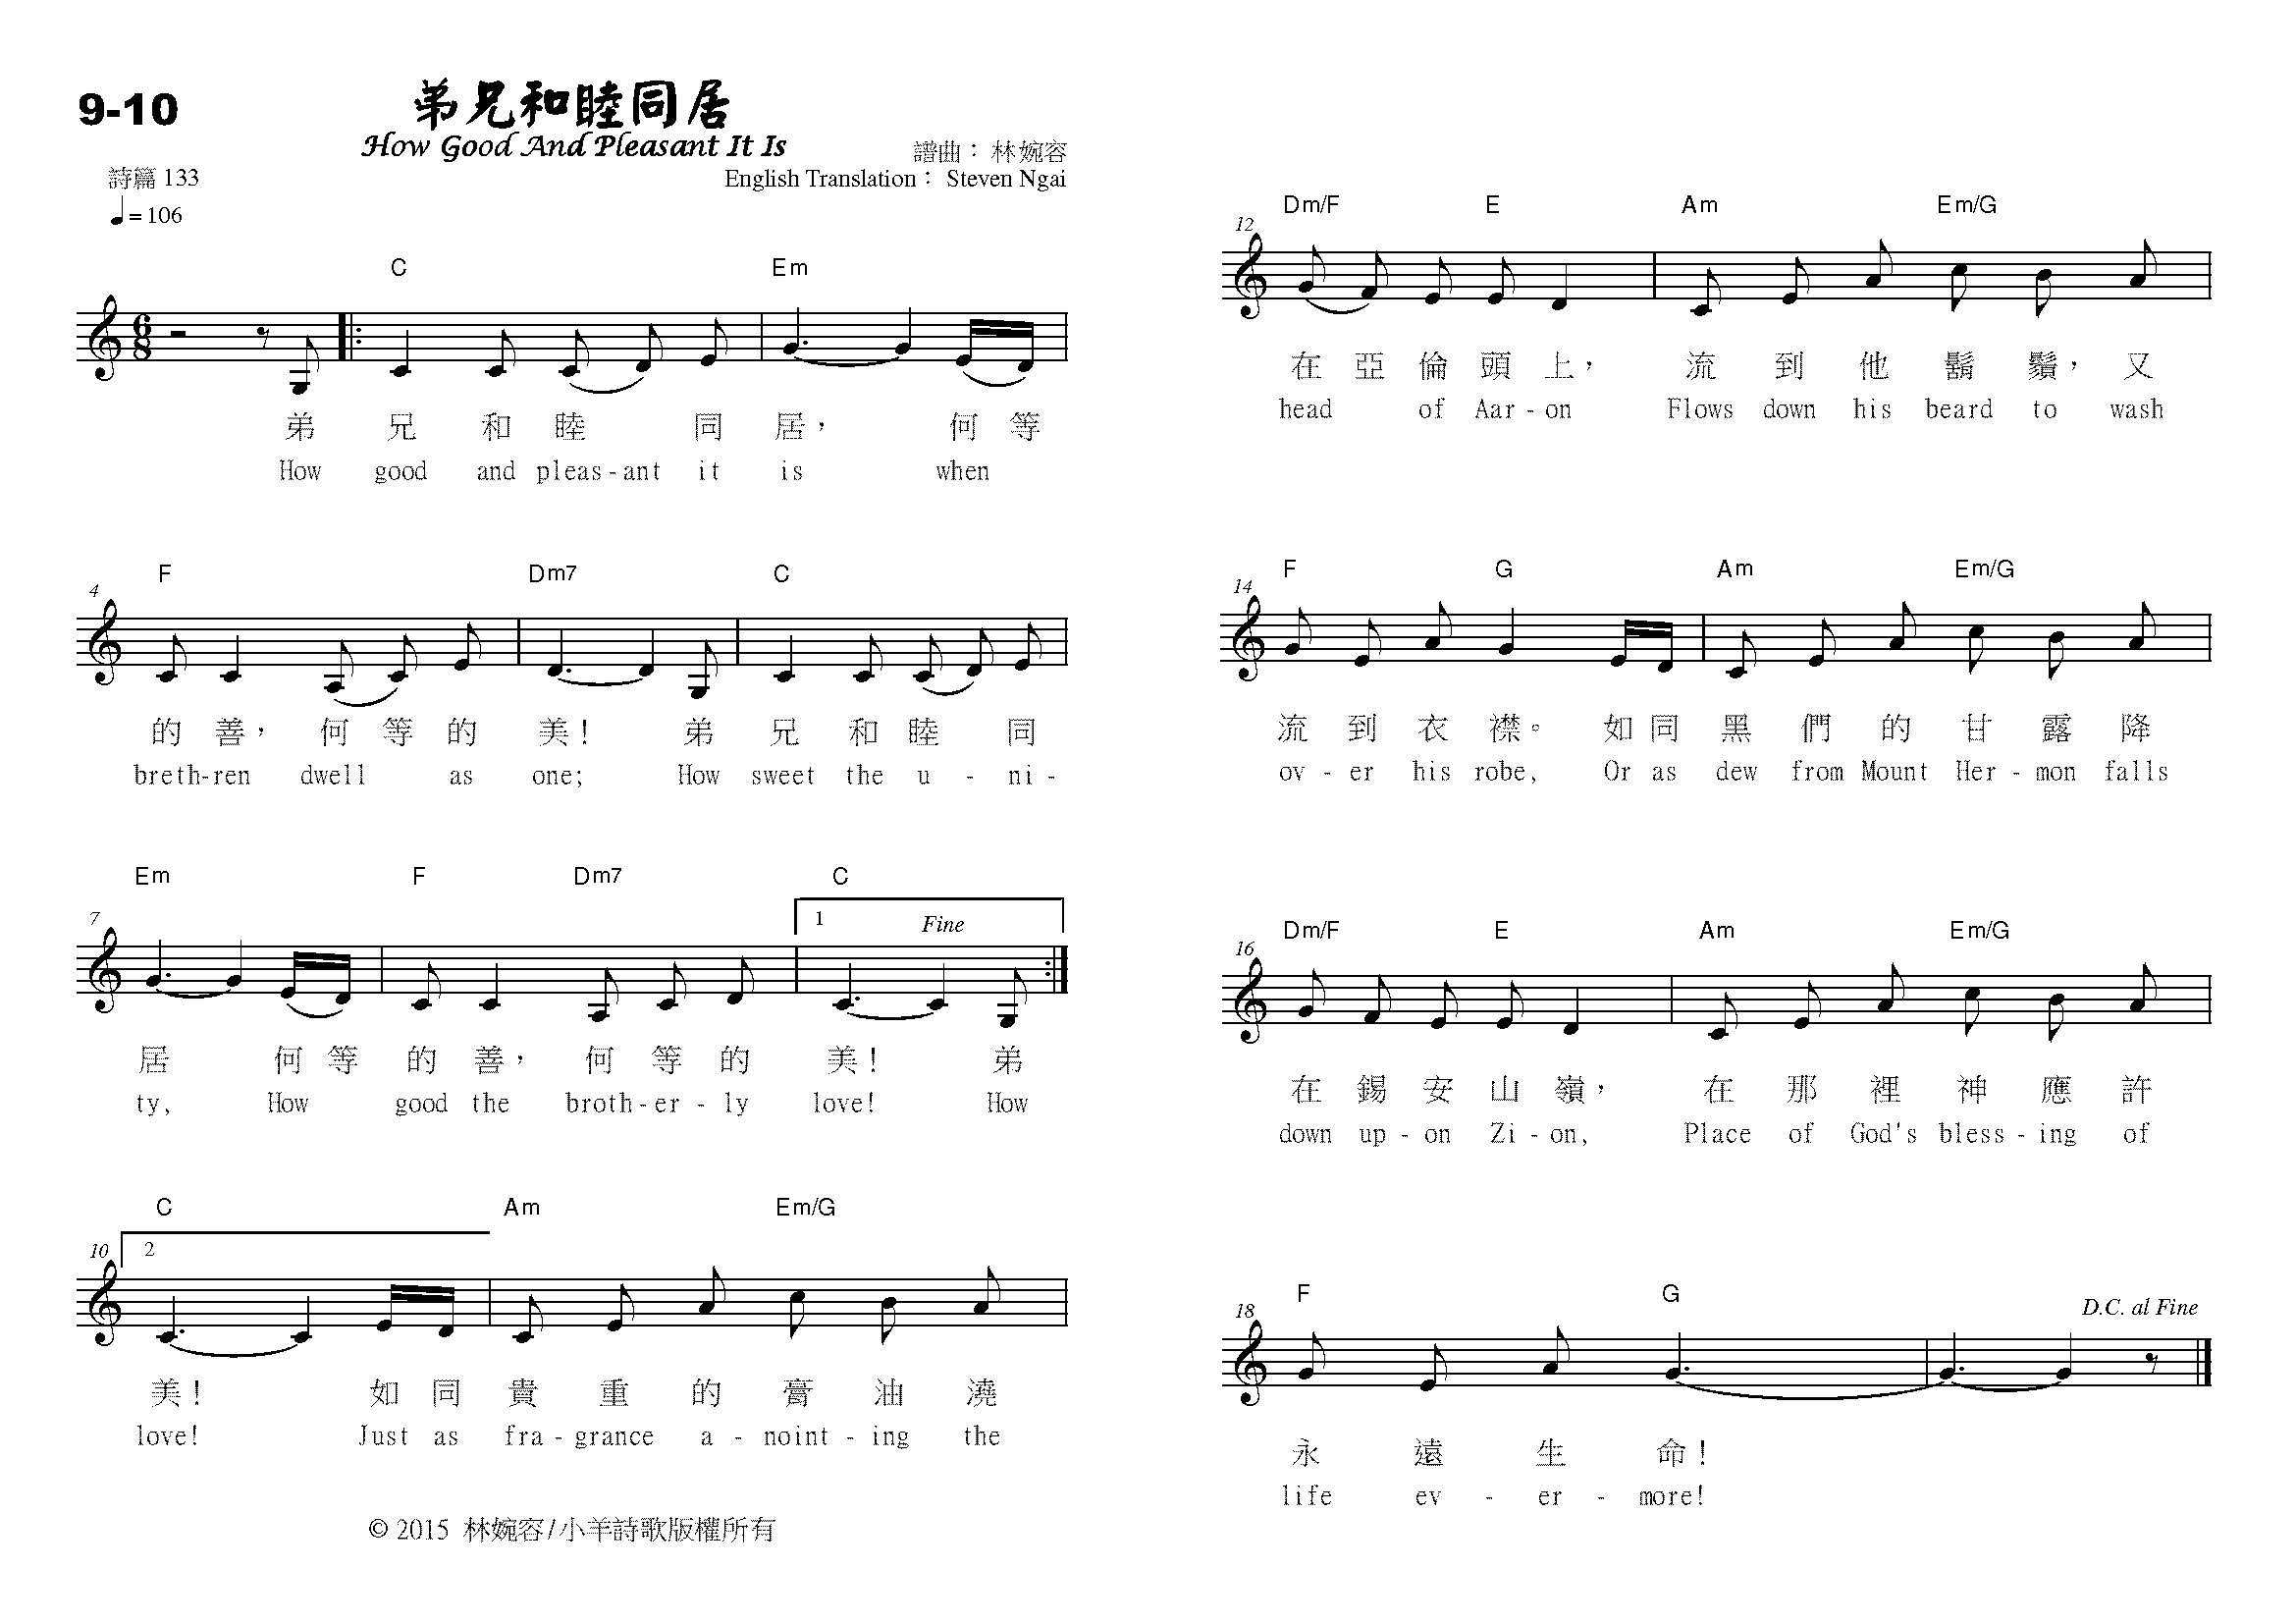 9-10
弟兄和睦同居
How Good And Pleasant It Is
譜曲： 林婉容
詩篇 133
English Translation： Steven Ngai
♩= 106
C Em
6/8
弟 兄 和 睦 同 居， 何 等
How good and pleas-ant it is when
F Dm7 C
4
的 善， 何 等 的 美！ 弟 兄 和 睦 同
breth-ren dwell as one; How sweet the u - ni -
Em F Dm7 C
7 1 Fine
居 何 等 的 善， 何 等 的 美！ 弟
ty, How good the broth-er-ly love! How
C Am Em/G
10 2
美！ 如 同 貴 重 的 膏 油 澆
love! Just as fra-grance a-noint-ing the
© 2015 林婉容/小羊詩歌版權所有
Dm/F E Am Em/G
12
在 亞 倫 頭 上， 流 到 他 鬍 鬚， 又
head of Aar-on Flows down his beard to wash
F G Am Em/G
14
流 到 衣 襟。 如 同 黑 們 的 甘 露 降
ov - er his robe, Or as dew from Mount Her-mon falls
Dm/F E Am Em/G
16
在 錫 安 山 嶺， 在 那 裡 神 應 許
down up-on Zi-on, Place of God's bless-ing of
F G
18 D.C. al Fine
永 遠 生 命！
life ev - er - more!